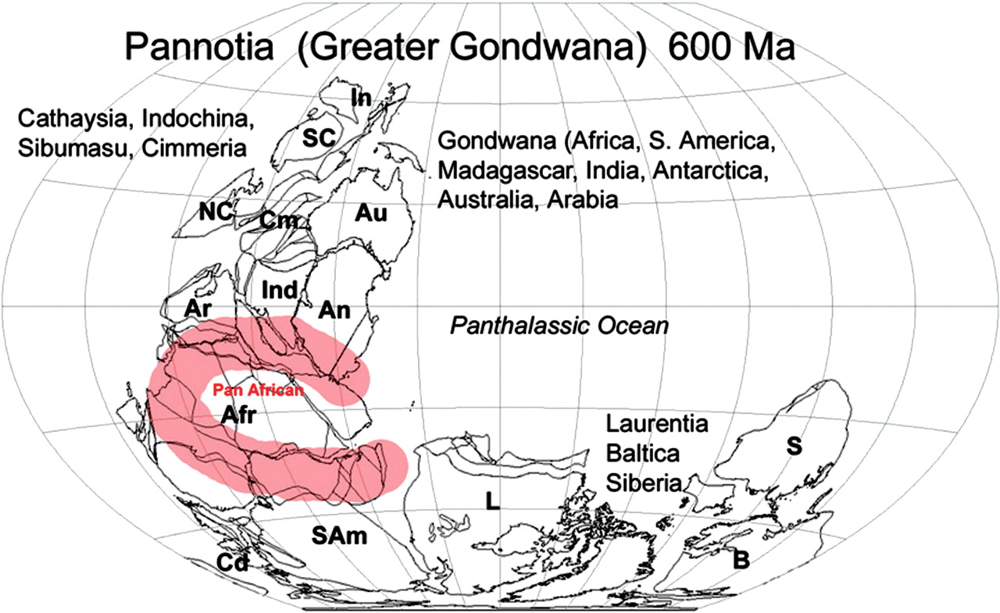 Pannotia (Greater Gondwana) 600 Ma
Cathaysia, Indochina,
Sibumasu, Cimmeria
In
SC
Gondwana (Africa, S. America,
Madagascar, India, Antarctica,
Australia, Arabia
NC
Cm
Au
Ind
Ar
An
Panthalassic Ocean
Pan African
Afr
Laurentia
Baltica
Siberia
S
L
SAm
Cd
B